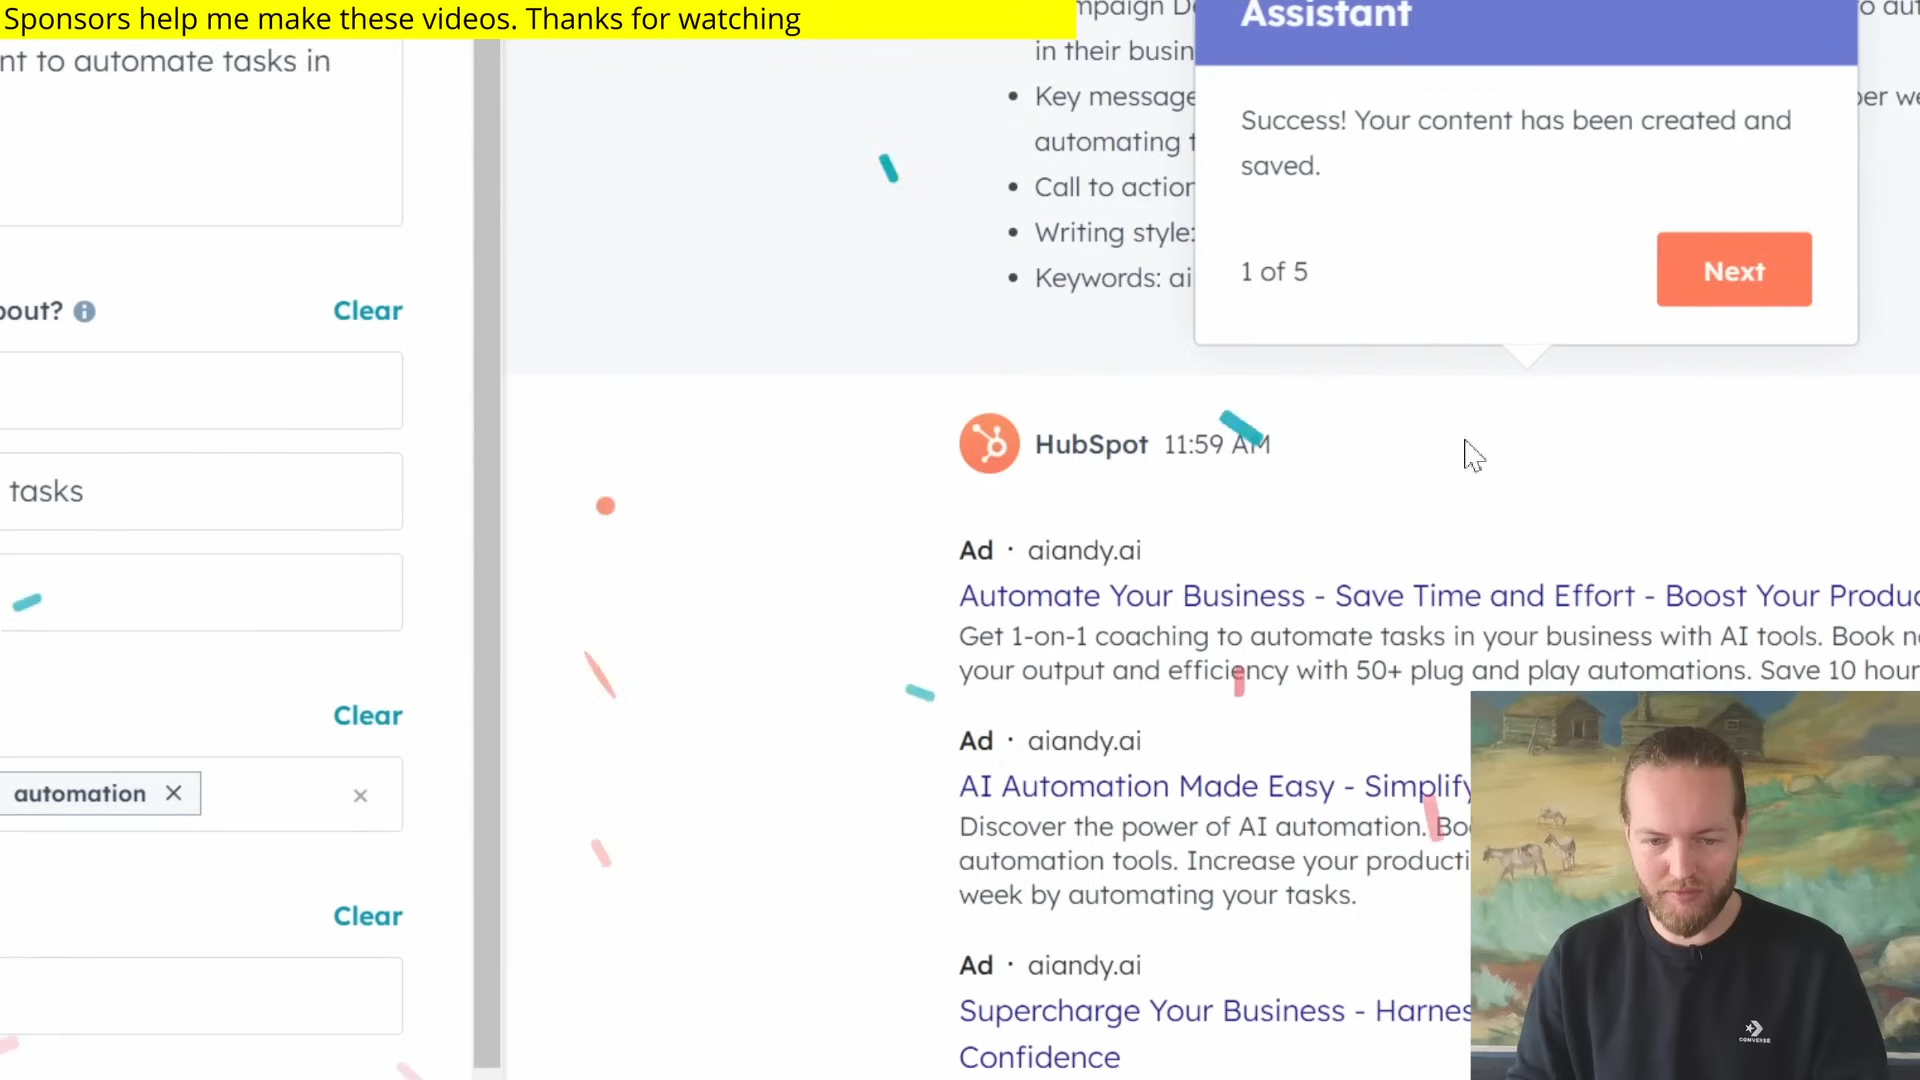 Sponsors help me make these videos. Thanks for watching
nt to automate tasks in
bout?
Clear
tasks
Clear
automation
Clear
in their busin
Key message
automating t
Call to action
Writing style:
Keywords: ai
Assistant
Success! Your content has been created and
saved.
1 of 5
Next
HubSpot 11:59 AM
Ad · aiandy.ai
Automate Your Business - Save Time and Effort - Boost Your Produc
Get 1-on-1 coaching to automate tasks in your business with AI tools. Book n
your output and efficiency with 50+ plug and play automations. Save 10 hour
Ad · aiandy.ai
AI Automation Made Easy - Simplify
Discover the power of AI automation. Boo
automation tools. Increase your producti
week by automating your tasks.
Ad · aiandy.ai
Supercharge Your Business - Harnes
Confidence
CONVERSE